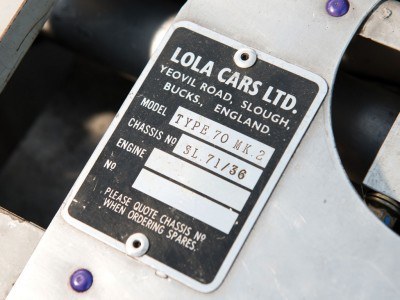 LOLA CARS LTD.
YEOVIL ROAD, SLOUGH,
BUCKS, ENGLAND.
MODEL TYPE 70 MK.2
CHASSIS NO SL.71/36
ENGINE
Nº
PLEASE QUOTE CHASSIS Nº
WHEN ORDERING SPARES.